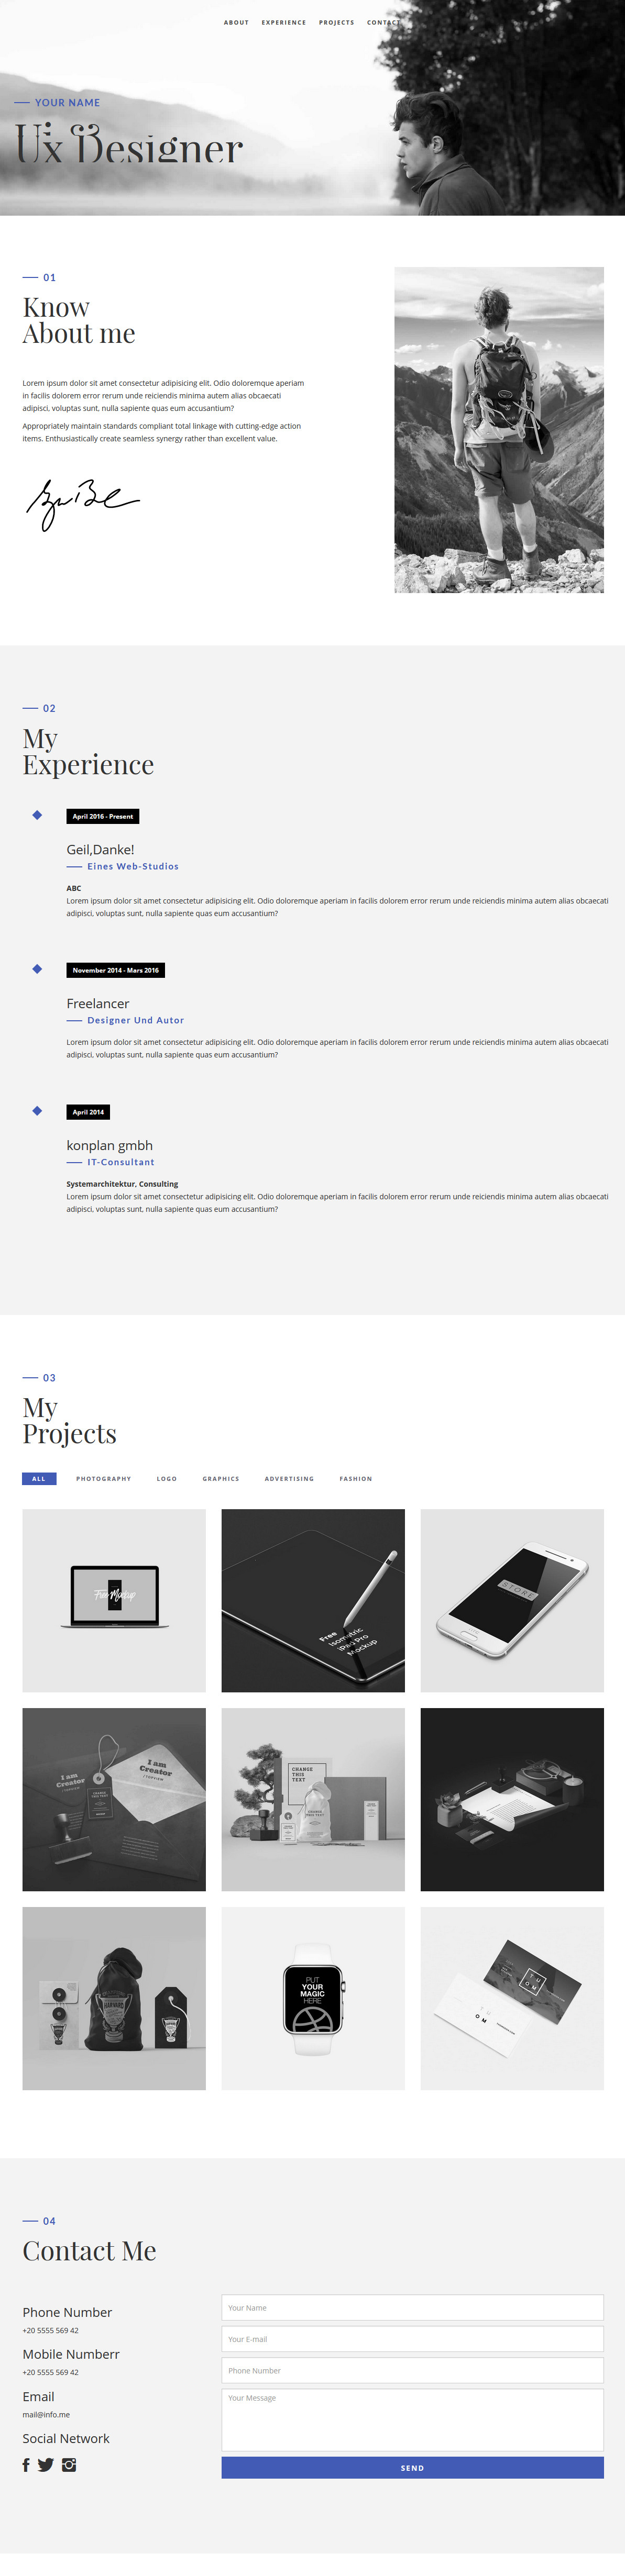 ABOUT EXPERIENCE PROJECTS CONTACT
YOUR NAME
Ux Designer
01
Know
About me
Lorem ipsum dolor sit amet consectetur adipisicing elit. Odio doloremque aperiam
in facilis dolorem error rerum unde reiciendis minima autem alias obcaecati
adipisci, voluptas sunt, nulla sapiente quas eum accusantium?
Appropriately maintain standards compliant total linkage with cutting-edge action
items. Enthusiastically create seamless synergy rather than excellent value.
02
My
Experience
April 2016 - Present
Geil,Danke!
Eines Web-Studios
ABC
Lorem ipsum dolor sit amet consectetur adipisicing elit. Odio doloremque aperiam in facilis dolorem error rerum unde reiciendis minima autem alias obcaecati
adipisci, voluptas sunt, nulla sapiente quas eum accusantium?
November 2014 - Mars 2016
Freelancer
Designer Und Autor
Lorem ipsum dolor sit amet consectetur adipisicing elit. Odio doloremque aperiam in facilis dolorem error rerum unde reiciendis minima autem alias obcaecati
adipisci, voluptas sunt, nulla sapiente quas eum accusantium?
April 2014
konplan gmbh
IT-Consultant
Systemarchitektur, Consulting
Lorem ipsum dolor sit amet consectetur adipisicing elit. Odio doloremque aperiam in facilis dolorem error rerum unde reiciendis minima autem alias obcaecati
adipisci, voluptas sunt, nulla sapiente quas eum accusantium?
03
My
Projects
ALL PHOTOGRAPHY LOGO GRAPHICS ADVERTISING FASHION
Free Mockup
Free
Isometric
iPad Pro
Mockup
STORE
I am
Creator
I am
Creator
CHANGE
THIS
TEXT
HARVARD
PUT
YOUR
MAGIC
HERE
04
Contact Me
Phone Number
+20 5555 569 42
Mobile Numberr
+20 5555 569 42
Email
mail@info.me
Social Network
Your Name
Your E-mail
Phone Number
Your Message
SEND